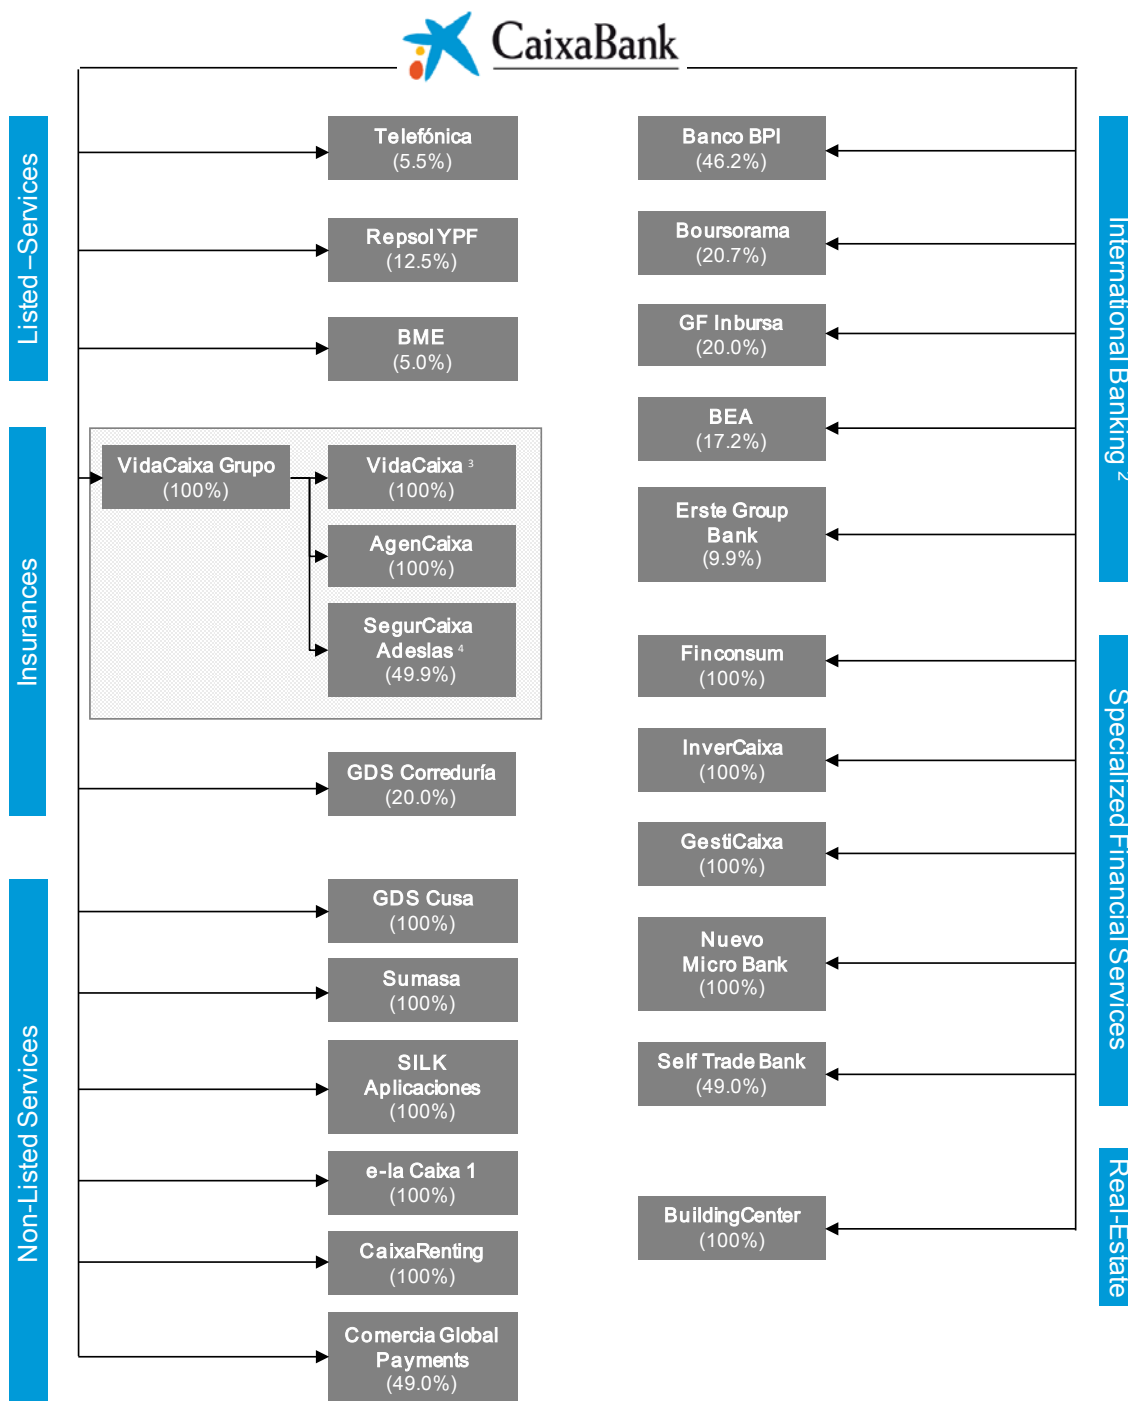 CaixaBank
Listed –Services
Telefónica
(5.5%)
Repsol YPF
(12.5%)
BME
(5.0%)
Insurances
VidaCaixa Grupo
(100%)
VidaCaixa 3
(100%)
AgenCaixa
(100%)
SegurCaixa
Adeslas 4
(49.9%)
GDS Correduría
(20.0%)
Non-Listed Services
GDS Cusa
(100%)
Sumasa
(100%)
SILK
Aplicaciones
(100%)
e-la Caixa 1
(100%)
CaixaRenting
(100%)
Comercia Global
Payments
(49.0%)
Banco BPI
(46.2%)
Boursorama
(20.7%)
GF Inbursa
(20.0%)
BEA
(17.2%)
Erste Group
Bank
(9.9%)
International Banking 2
Finconsum
(100%)
InverCaixa
(100%)
GestiCaixa
(100%)
Nuevo
Micro Bank
(100%)
Self Trade Bank
(49.0%)
Specialized Financial Services
BuildingCenter
(100%)
Real-Estate